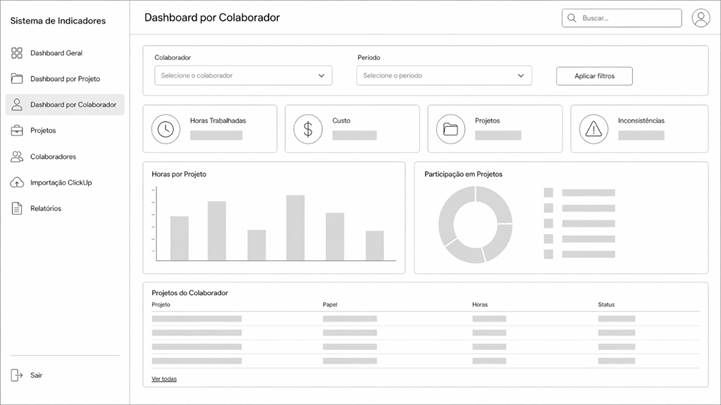 Sistema de Indicadores
Dashboard Geral
Dashboard por Projeto
Dashboard por Colaborador
Projetos
Colaboradores
Importação ClickUp
Relatórios
Sair
Dashboard por Colaborador
Buscar...
Colaborador
Selecione o colaborador
Período
Selecione o período
Aplicar filtros
Horas Trabalhadas
Custo
Projetos
Inconsistências
Horas por Projeto
Participação em Projetos
Projetos do Colaborador
Projeto Papel Horas Status
Ver todas